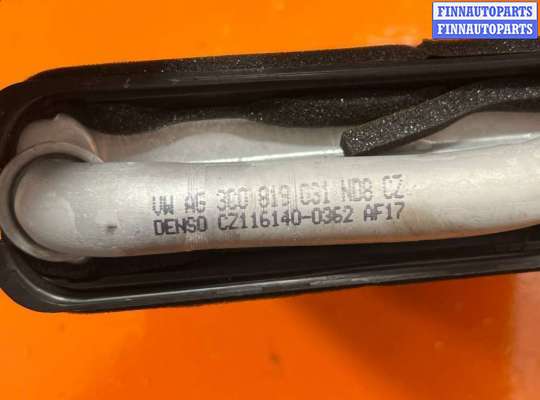 FINNAUTOPARTS
FINNAUTOPARTS
VW AG 3C0 819 031 ND8 CZ
DENSO CZ116140-0362 AF17